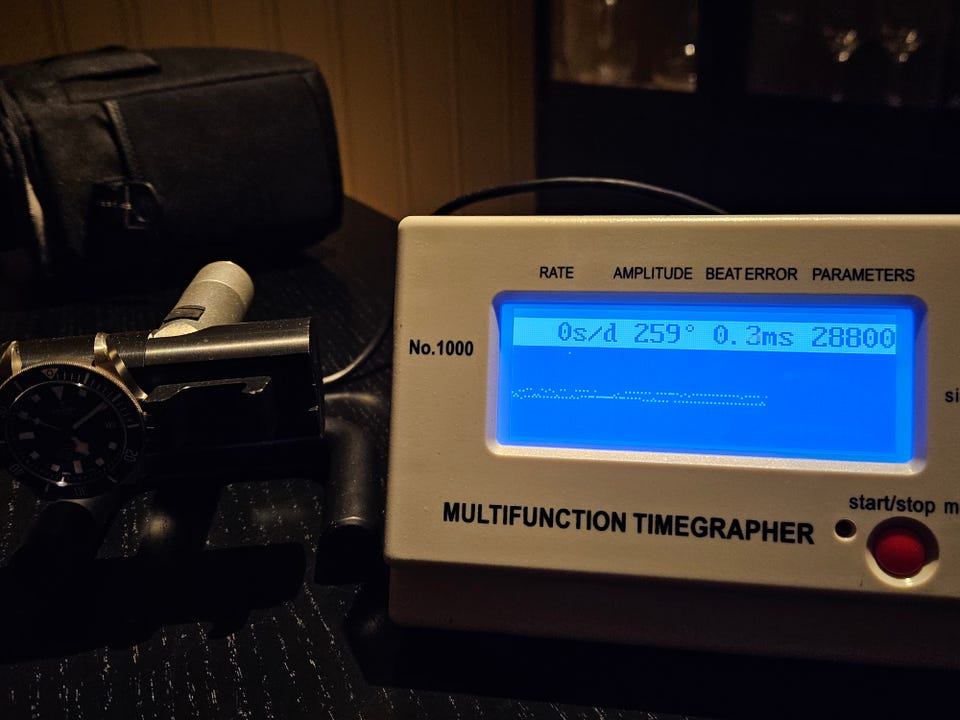 RATE AMPLITUDE BEAT ERROR PARAMETERS
0s/d 259° 0.3ms 28800
No.1000
start/stop
MULTIFUNCTION TIMEGRAPHER